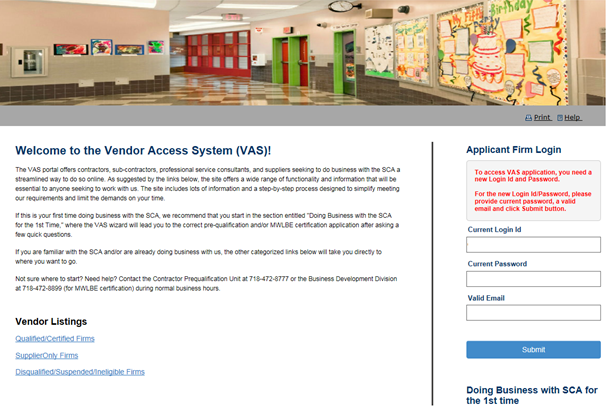 My Fifty Birthday Party
Print Help
Welcome to the Vendor Access System (VAS)!
The VAS portal offers contractors, sub-contractors, professional service consultants, and suppliers seeking to do business with the SCA a
streamlined way to do so online. As suggested by the links below, the site offers a wide range of functionality and information that will be
essential to anyone seeking to work with us. The site includes lots of information and a step-by-step process designed to simplify meeting
our requirements and limit the demands on your time.
If this is your first time doing business with the SCA, we recommend that you start in the section entitled "Doing Business with the SCA
for the 1st Time," where the VAS wizard will lead you to the correct pre-qualification and/or MWLBE certification application after asking a
few quick questions.
If you are familiar with the SCA and/or are already doing business with us, the other categorized links below will take you directly to
where you want to go.
Not sure where to start? Need help? Contact the Contractor Prequalification Unit at 718-472-8777 or the Business Development Division
at 718-472-8899 (for MWLBE certification) during normal business hours.
Vendor Listings
Qualified/Certified Firms
SupplierOnly Firms
Disqualified/Suspended/Ineligible Firms
Applicant Firm Login
To access VAS application, you need a
new Login Id and Password.
For the new Login Id/Password, please
provide current password, a valid
email and click Submit button.
Current Login Id
Current Password
Valid Email
Submit
Doing Business with SCA for
the 1st time